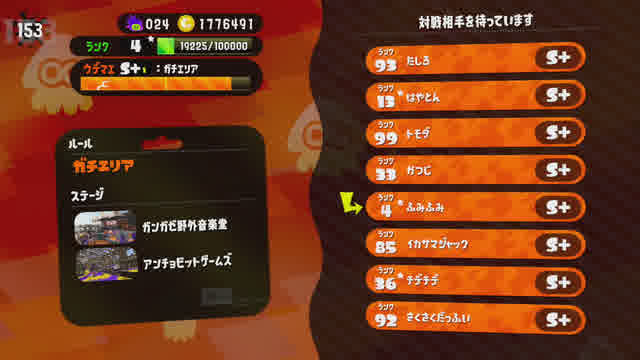 153
024 1776491
ランク 4★ 19225/100000
ウデマエ S+1 :ガチエリア
ルール
ガチエリア
ステージ
ガンガゼ野外音楽堂
アンチョビットゲームズ
対戦相手を待っています
ランク 93 たしろ S+
ランク 13★ はやとん S+
ランク 99 トモダ S+
ランク 33 かつじ S+
ランク 4★ ふみふみ S+
ランク 85 イカサマジャック S+
ランク 36★ チデチデ S+
ランク 92 さくさくだっふぃ S+